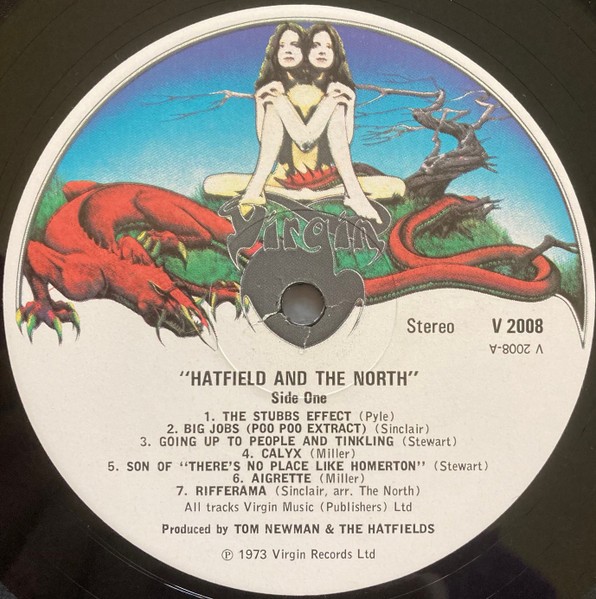 Virgin
Stereo V 2008
V 2008-A
"HATFIELD AND THE NORTH"
Side One
1. THE STUBBS EFFECT (Pyle)
2. BIG JOBS (POO POO EXTRACT) (Sinclair)
3. GOING UP TO PEOPLE AND TINKLING (Stewart)
4. CALYX (Miller)
5. SON OF "THERE'S NO PLACE LIKE HOMERTON" (Stewart)
6. AIGRETTE (Miller)
7. RIFFERAMA (Sinclair, arr. The North)
All tracks Virgin Music (Publishers) Ltd
Produced by TOM NEWMAN & THE HATFIELDS
℗ 1973 Virgin Records Ltd